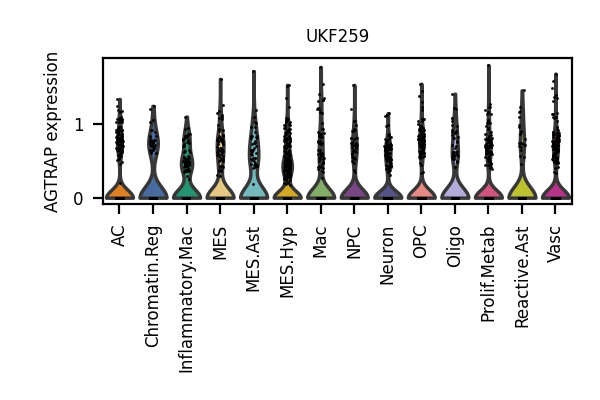 UKF259
AGTRAP expression
1
0
AC
Chromatin.Reg
Inflammatory.Mac
MES
MES.Ast
MES.Hyp
Mac
NPC
Neuron
OPC
Oligo
Prolif.Metab
Reactive.Ast
Vasc